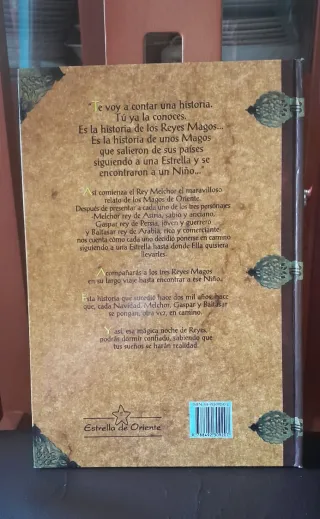 "Te voy a contar una historia.
Tú ya la conoces.
Es la historia de los Reyes Magos...
Es la historia de unos Magos
que salieron de sus países
siguiendo a una Estrella y se
encontraron a un Niño..."
Así comienza el Rey Melchor el maravilloso
relato de los Magos de Oriente.
Después de presentar a cada uno de los tres personajes
-Melchor rey de Asiria, sabio y anciano,
Gaspar rey de Persia, joven y guerrero
y Baltasar rey de Arabia, rico y comerciante-
nos cuenta cómo cada uno decidió ponerse en camino
siguiendo a una Estrella hasta donde Ella quisiera
llevarles.
Acompañarás a los tres Reyes Magos
en su largo viaje hasta encontrar a ese Niño.
Esta historia que sucedió hace dos mil años, hace
que, cada Navidad, Melchor, Gaspar y Baltasar
se pongan, otra vez, en camino.
Y así, esa mágica noche de Reyes,
podrás dormir confiado, sabiendo que
tus sueños se harán realidad.
Estrella de Oriente